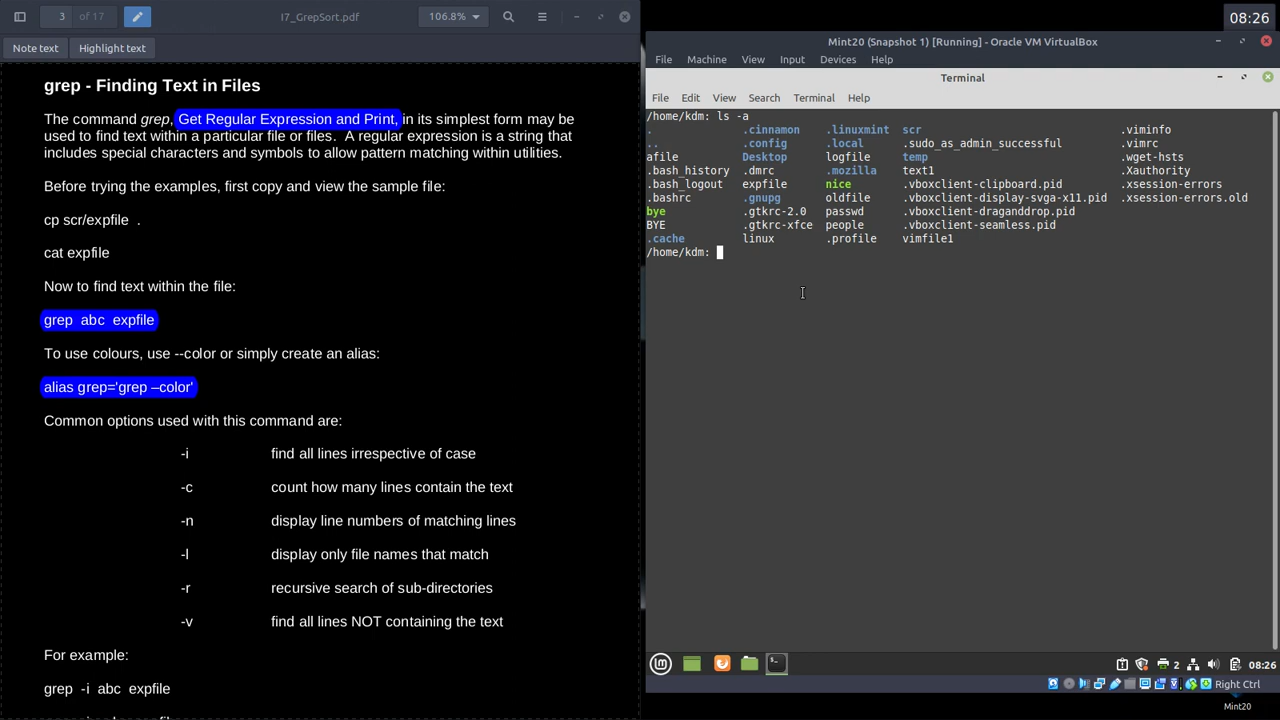 3 of 17
I7_GrepSort.pdf
106.8%
Note text Highlight text
grep - Finding Text in Files
The command grep, Get Regular Expression and Print, in its simplest form may be
used to find text within a particular file or files. A regular expression is a string that
includes special characters and symbols to allow pattern matching within utilities.
Before trying the examples, first copy and view the sample file:
cp scr/expfile .
cat expfile
Now to find text within the file:
grep abc expfile
To use colours, use --color or simply create an alias:
alias grep='grep –color'
Common options used with this command are:
-i find all lines irrespective of case
-c count how many lines contain the text
-n display line numbers of matching lines
-l display only file names that match
-r recursive search of sub-directories
-v find all lines NOT containing the text
For example:
grep -i abc expfile
08:26
Mint20 (Snapshot 1) [Running] - Oracle VM VirtualBox
File Machine View Input Devices Help
Terminal
File Edit View Search Terminal Help
/home/kdm: ls -a
. .cinnamon .linuxmint scr .viminfo
.. .config .local .sudo_as_admin_successful .vimrc
afile Desktop logfile temp .wget-hsts
.bash_history .dmrc .mozilla text1 .Xauthority
.bash_logout expfile nice .vboxclient-clipboard.pid .xsession-errors
.bashrc .gnupg oldfile .vboxclient-display-svga-x11.pid .xsession-errors.old
bye .gtkrc-2.0 passwd .vboxclient-draganddrop.pid
BYE .gtkrc-xfce people .vboxclient-seamless.pid
.cache linux .profile vimfile1
/home/kdm:
2 08:26
Right Ctrl
Mint20